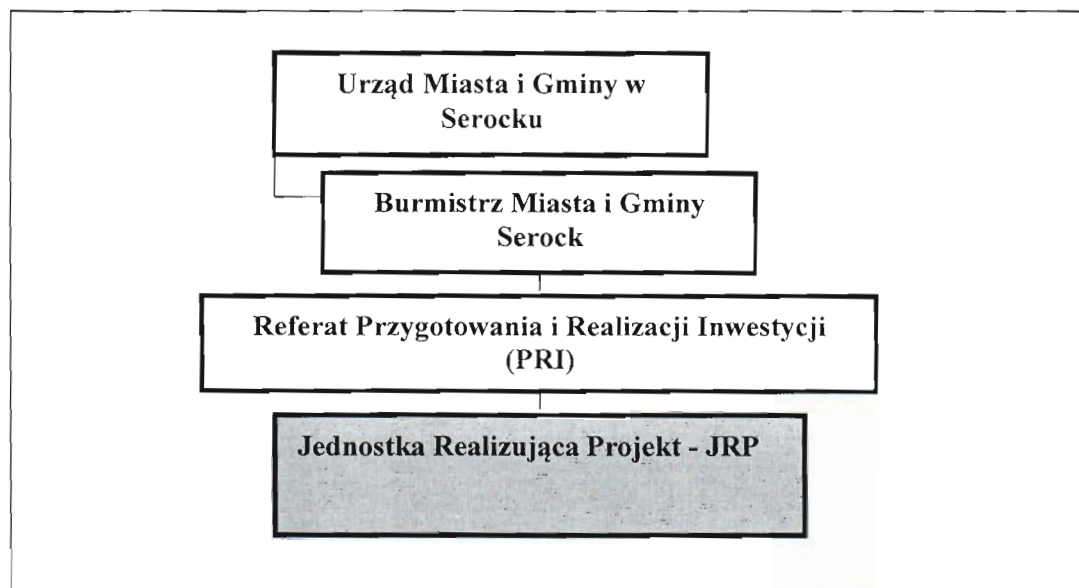 Urząd Miasta i Gminy w
Serocku
Burmistrz Miasta i Gminy
Serock
Referat Przygotowania i Realizacji Inwestycji
(PRI)
Jednostka Realizująca Projekt - JRP